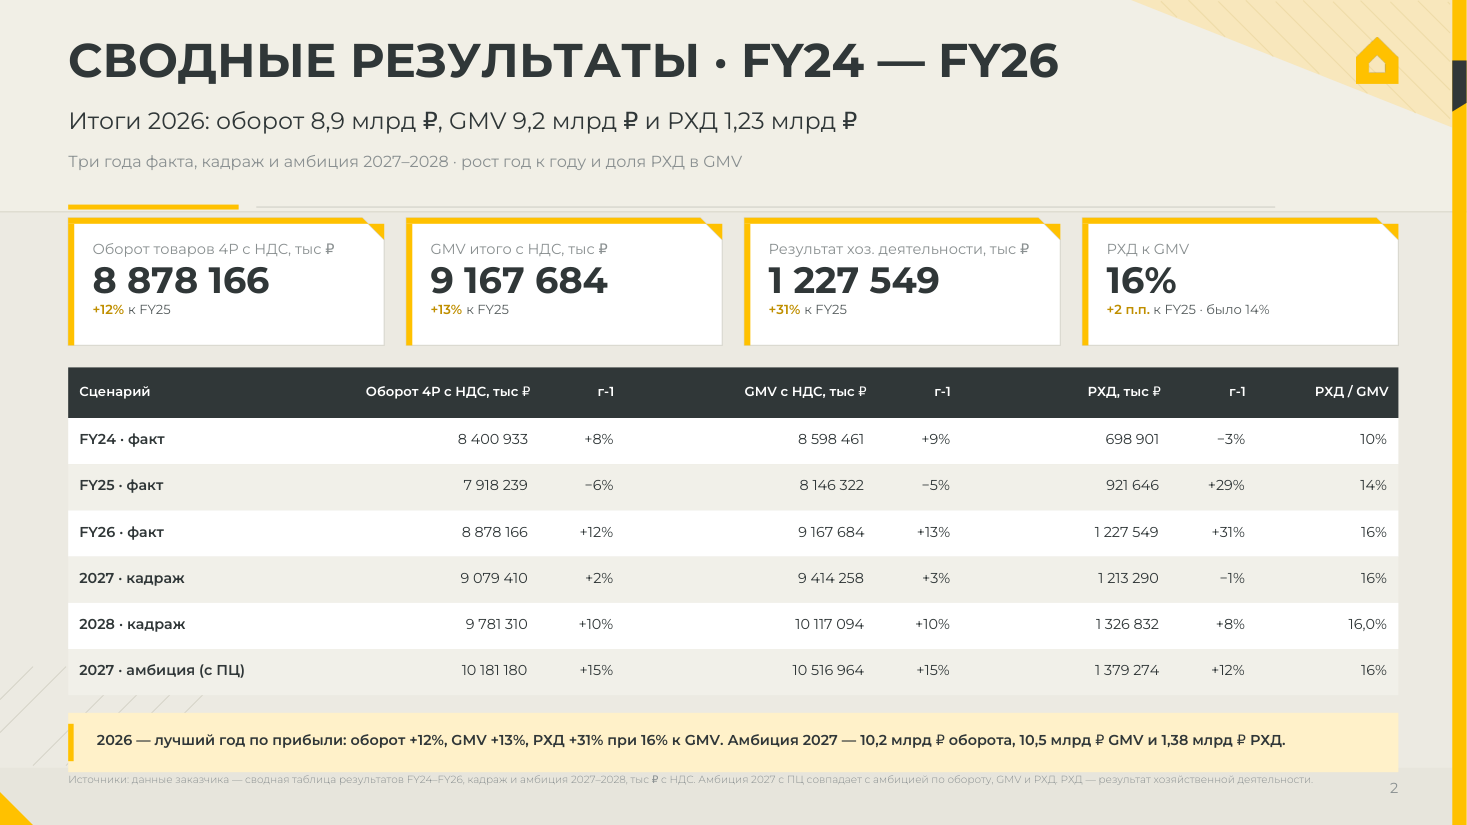 СВОДНЫЕ РЕЗУЛЬТАТЫ · FY24 — FY26
Итоги 2026: оборот 8,9 млрд ₽, GMV 9,2 млрд ₽ и РХД 1,23 млрд ₽
Три года факта, кадраж и амбиция 2027–2028 · рост год к году и доля РХД в GMV
Оборот товаров 4Р с НДС, тыс ₽
8 878 166
+12% к FY25
GMV итого с НДС, тыс ₽
9 167 684
+13% к FY25
Результат хоз. деятельности, тыс ₽
1 227 549
+31% к FY25
РХД к GMV
16%
+2 п.п. к FY25 · было 14%
Сценарий Оборот 4Р с НДС, тыс ₽ г-1 GMV с НДС, тыс ₽ г-1 РХД, тыс ₽ г-1 РХД / GMV
FY24 · факт 8 400 933 +8% 8 598 461 +9% 698 901 −3% 10%
FY25 · факт 7 918 239 −6% 8 146 322 −5% 921 646 +29% 14%
FY26 · факт 8 878 166 +12% 9 167 684 +13% 1 227 549 +31% 16%
2027 · кадраж 9 079 410 +2% 9 414 258 +3% 1 213 290 −1% 16%
2028 · кадраж 9 781 310 +10% 10 117 094 +10% 1 326 832 +8% 16,0%
2027 · амбиция (с ПЦ) 10 181 180 +15% 10 516 964 +15% 1 379 274 +12% 16%
2026 — лучший год по прибыли: оборот +12%, GMV +13%, РХД +31% при 16% к GMV. Амбиция 2027 — 10,2 млрд ₽ оборота, 10,5 млрд ₽ GMV и 1,38 млрд ₽ РХД.
Источники: данные заказчика — сводная таблица результатов FY24–FY26, кадраж и амбиция 2027–2028, тыс ₽ с НДС. Амбиция 2027 с ПЦ совпадает с амбицией по обороту, GMV и РХД. РХД — результат хозяйственной деятельности.
2